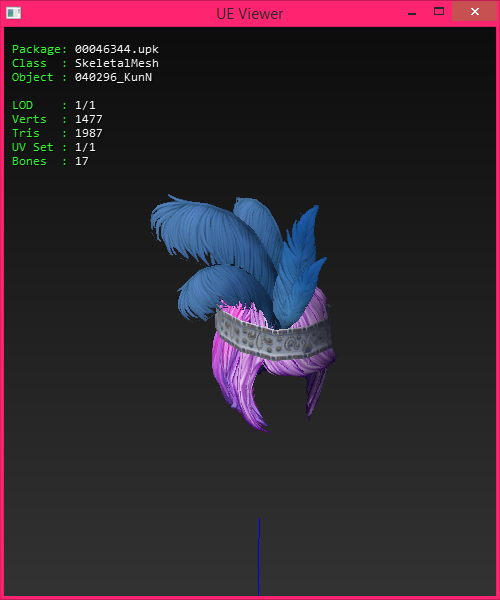 UE Viewer
Package: 00046344.upk
Class : SkeletalMesh
Object : 040296_KunN
LOD : 1/1
Verts : 1477
Tris : 1987
UV Set : 1/1
Bones : 17